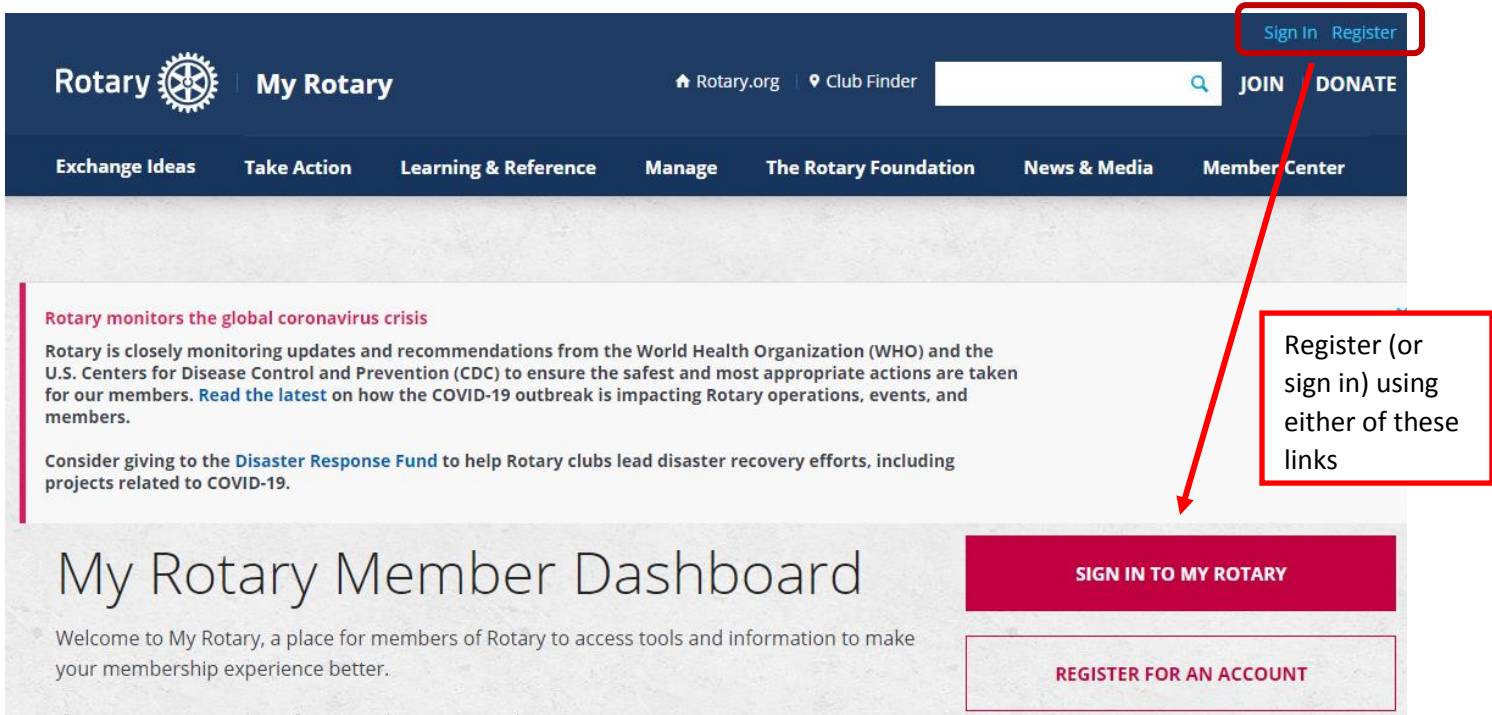 Sign In Register
Rotary My Rotary Rotary.org Club Finder JOIN DONATE
Exchange Ideas Take Action Learning & Reference Manage The Rotary Foundation News & Media Member Center
Rotary monitors the global coronavirus crisis
Rotary is closely monitoring updates and recommendations from the World Health Organization (WHO) and the
U.S. Centers for Disease Control and Prevention (CDC) to ensure the safest and most appropriate actions are taken
for our members. Read the latest on how the COVID-19 outbreak is impacting Rotary operations, events, and
members.
Consider giving to the Disaster Response Fund to help Rotary clubs lead disaster recovery efforts, including
projects related to COVID-19.
Register (or
sign in) using
either of these
links
My Rotary Member Dashboard
Welcome to My Rotary, a place for members of Rotary to access tools and information to make
your membership experience better.
SIGN IN TO MY ROTARY
REGISTER FOR AN ACCOUNT